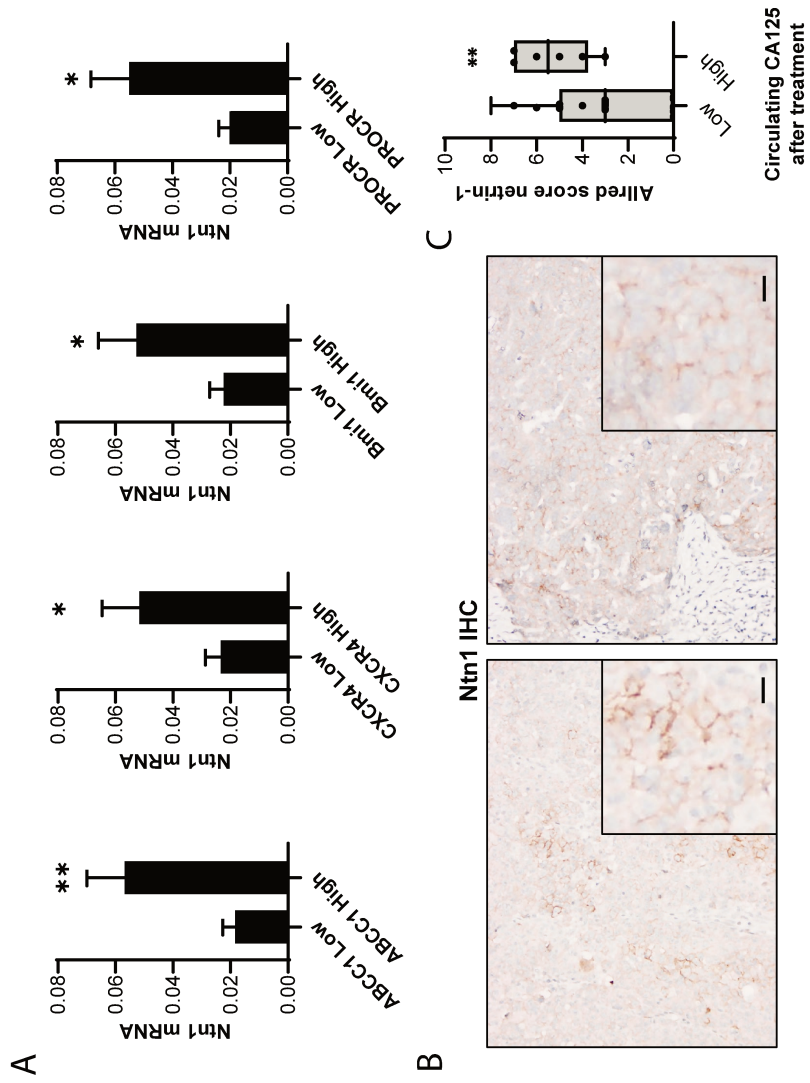 A
Ntn1 mRNA
0.08
0.06
0.04
0.02
0.00
ABCC1 Low
ABCC1 High
**
Ntn1 mRNA
0.08
0.06
0.04
0.02
0.00
CXCR4 Low
CXCR4 High
*
Ntn1 mRNA
0.08
0.06
0.04
0.02
0.00
Bmi1 Low
Bmi1 High
*
Ntn1 mRNA
0.08
0.06
0.04
0.02
0.00
PROCR Low
PROCR High
*
B
Ntn1 IHC
C
Allred score netrin-1
10
8
6
4
2
0
Low
High
**
Circulating CA125
after treatment